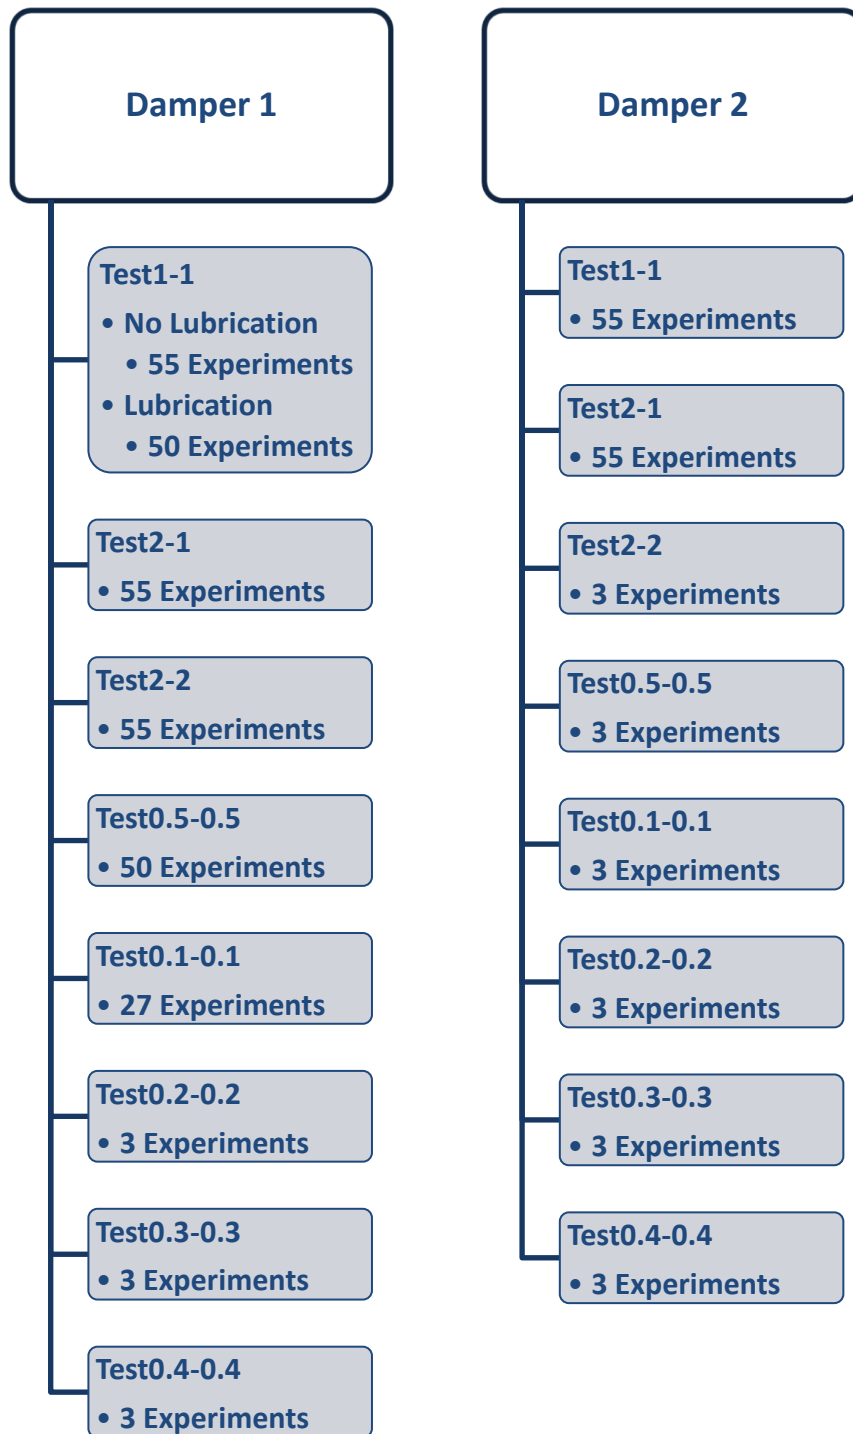 Damper 1
Test1-1
• No Lubrication
• 55 Experiments
• Lubrication
• 50 Experiments
Test2-1
• 55 Experiments
Test2-2
• 55 Experiments
Test0.5-0.5
• 50 Experiments
Test0.1-0.1
• 27 Experiments
Test0.2-0.2
• 3 Experiments
Test0.3-0.3
• 3 Experiments
Test0.4-0.4
• 3 Experiments
Damper 2
Test1-1
• 55 Experiments
Test2-1
• 55 Experiments
Test2-2
• 3 Experiments
Test0.5-0.5
• 3 Experiments
Test0.1-0.1
• 3 Experiments
Test0.2-0.2
• 3 Experiments
Test0.3-0.3
• 3 Experiments
Test0.4-0.4
• 3 Experiments